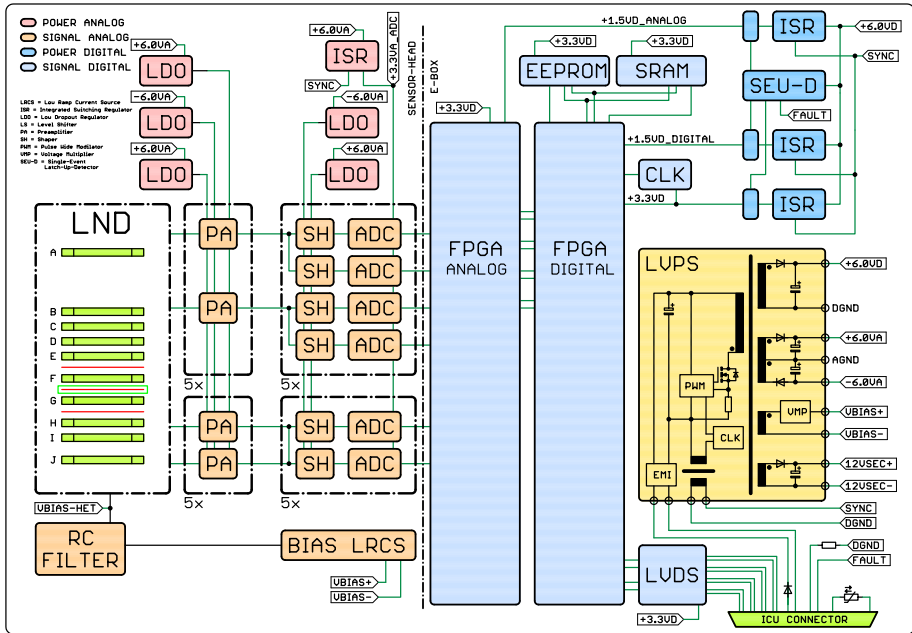 POWER ANALOG
SIGNAL ANALOG
POWER DIGITAL
SIGNAL DIGITAL
LRCS = Low Ramp Current Source
ISR = Integrated Switching Regulator
LDO = Low Dropout Regulator
LS = Level Shifter
PA = Preamplifier
SH = Shaper
PWM = Pulse Wide Modilator
VMP = Voltage Multiplier
SEU-D = Single-Event
Latch-Up-Detector
+6.0VA
LDO
-6.0VA
LDO
+6.0VA
LDO
+6.0VA
ISR
SYNC
+3.3VA_ADC
-6.0VA
LDO
+6.0VA
LDO
SENSOR-HEAD
E-BOX
LND
A
B
C
D
E
F
G
H
I
J
PA
PA
5x
PA
PA
5x
SH
ADC
SH
ADC
SH
ADC
SH
ADC
5x
SH
ADC
SH
ADC
5x
VBIAS-HET
RC
FILTER
BIAS LRCS
VBIAS+
VBIAS-
+3.3VD
FPGA
ANALOG
FPGA
DIGITAL
+1.5VD_ANALOG
+3.3VD
EEPROM
+3.3VD
SRAM
+1.5VD_DIGITAL
CLK
+3.3VD
ISR
+6.0VD
SYNC
SEU-D
FAULT
ISR
ISR
LVPS
PWM
CLK
EMI
VMP
+6.0VD
DGND
+6.0VA
AGND
-6.0VA
VBIAS+
VBIAS-
12VSEC+
12VSEC-
SYNC
DGND
LVDS
+3.3VD
DGND
FAULT
ICU CONNECTOR